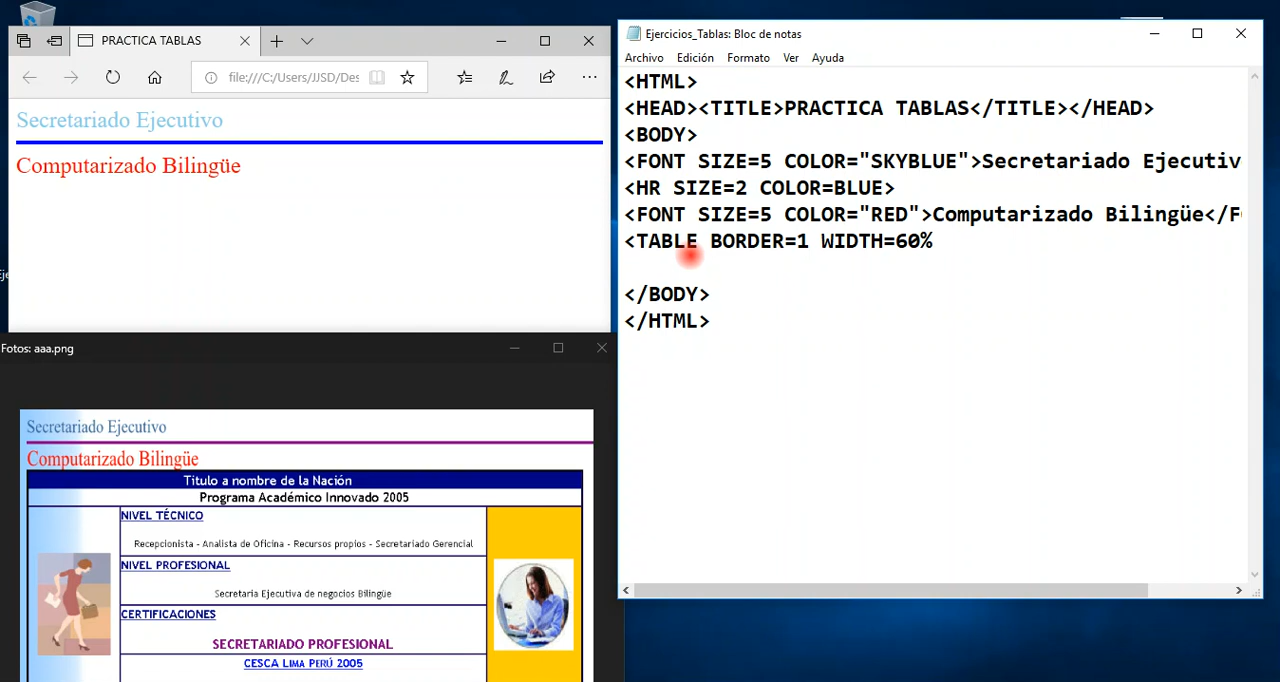 PRACTICA TABLAS
file:///C:/Users/JJSD/Des
Secretariado Ejecutivo
Computarizado Bilingüe
Fotos: aaa.png
Secretariado Ejecutivo
Computarizado Bilingüe
Titulo a nombre de la Nación
Programa Académico Innovado 2005
NIVEL TÉCNICO
Recepcionista - Analista de Oficina - Recursos propios - Secretariado Gerencial
NIVEL PROFESIONAL
Secretaria Ejecutiva de negocios Bilingüe
CERTIFICACIONES
SECRETARIADO PROFESIONAL
CESCA LIMA PERÚ 2005
Ejercicios_Tablas: Bloc de notas
Archivo Edición Formato Ver Ayuda
<HTML>
<HEAD><TITLE>PRACTICA TABLAS</TITLE></HEAD>
<BODY>
<FONT SIZE=5 COLOR="SKYBLUE">Secretariado Ejecutiv
<HR SIZE=2 COLOR=BLUE>
<FONT SIZE=5 COLOR="RED">Computarizado Bilingüe</F
<TABLE BORDER=1 WIDTH=60%
</BODY>
</HTML>